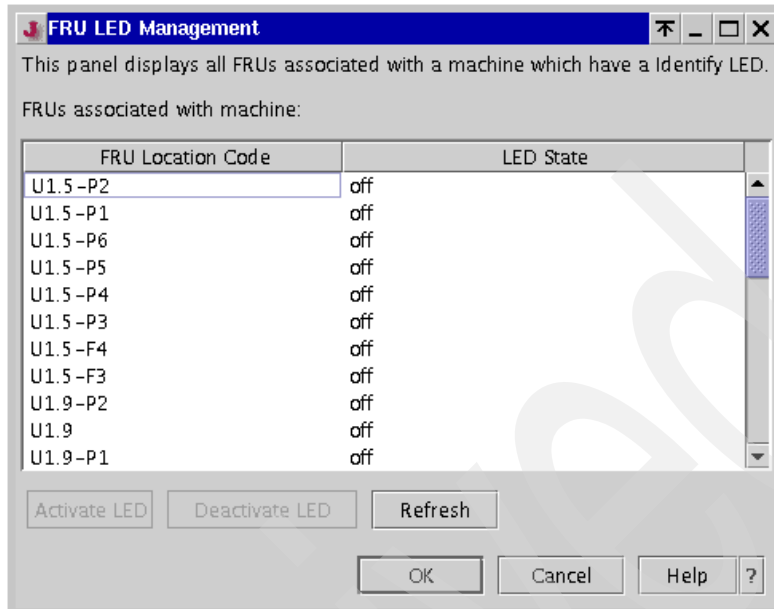 FRU LED Management
This panel displays all FRUs associated with a machine which have a Identify LED.
FRUs associated with machine:
FRU Location Code LED State
U1.5-P2 off
U1.5-P1 off
U1.5-P6 off
U1.5-P5 off
U1.5-P4 off
U1.5-P3 off
U1.5-F4 off
U1.5-F3 off
U1.9-P2 off
U1.9 off
U1.9-P1 off
Activate LED Deactivate LED Refresh
OK Cancel Help ?